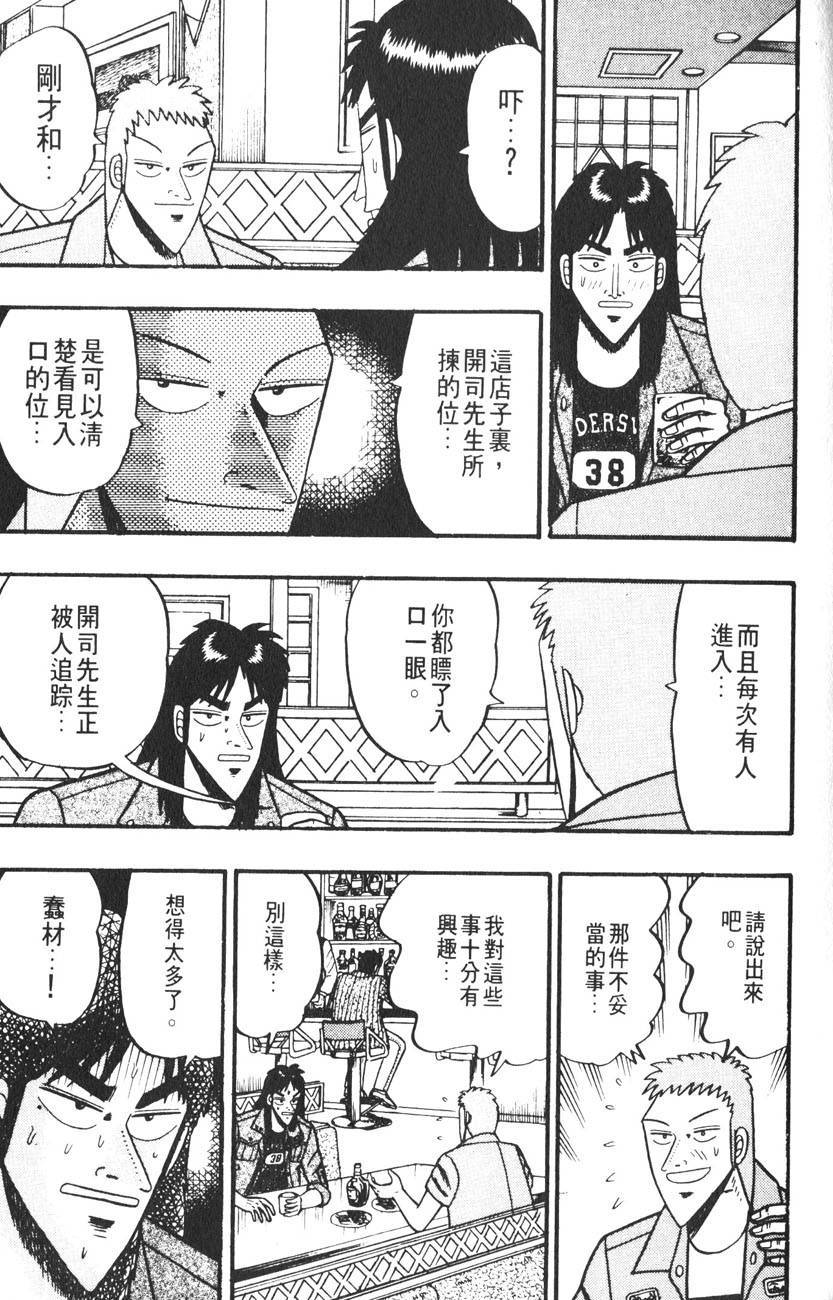 DERSI
38
吓…?
剛才和…
這店子裏，
開司先生所
揀的位…
是可以清
楚看見入
口的位…
而且每次有人
進入…
你都瞟了入
口一眼。
開司先生正
被人追踪…
請說出來
吧。
那件不妥
當的事…
我對這些
事十分有
興趣…
別這樣…
38
想得太多了。
蠢材…!